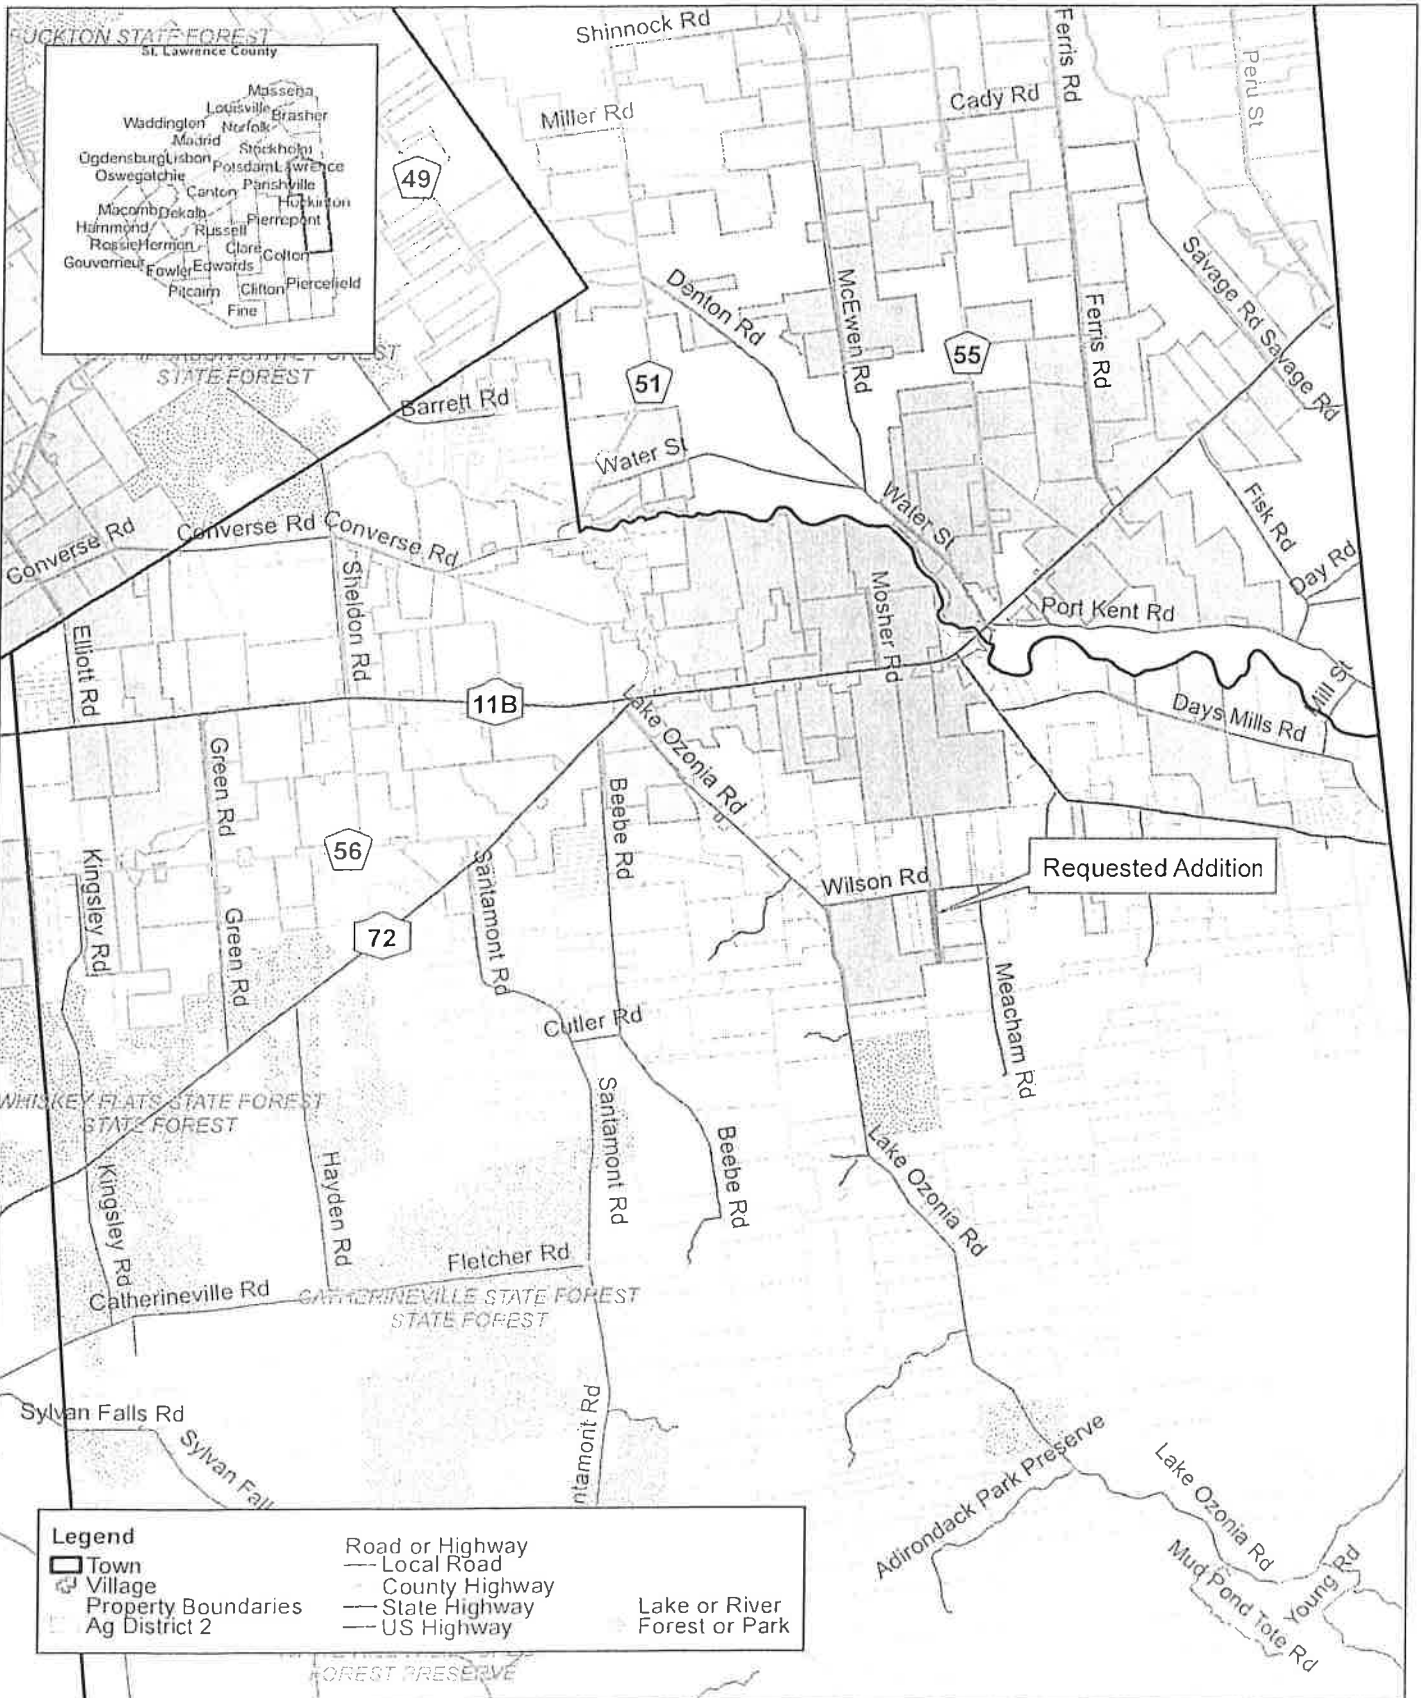 BUCKTON STATE FOREST
St. Lawrence County
Massena
Louisville
Brasher
Waddington
Norfolk
Madrid
Stockholm
Ogdensburg
Lisbon
Potsdam
Lawrence
Oswegatchie
Canton
Parishville
Hopkinton
Macomb
Dekalb
Pierrepont
Hammond
Russell
Rossie
Hermon
Clare
Colton
Gouverneur
Fowler
Edwards
Pitcairn
Clifton
Piercefield
Fine
STATE FOREST
STATE FOREST
Shinnock Rd
Ferris Rd
Peru St
Miller Rd
Cady Rd
49
Denton Rd
McEwen Rd
Savage Rd
Savage Rd
Ferris Rd
55
51
Barrett Rd
Water St
Water St
Fisk Rd
Day Rd
Converse Rd
Converse Rd
Converse Rd
Sheldon Rd
Elliott Rd
Mosher Rd
Port Kent Rd
Mill St
Days Mills Rd
11B
Lake Ozonia Rd
Green Rd
Beebe Rd
56
Kingsley Rd
Santamont Rd
Wilson Rd
Requested Addition
72
Green Rd
Meacham Rd
Cutler Rd
WHISKEY FLATS STATE FOREST
STATE FOREST
Santamont Rd
Beebe Rd
Lake Ozonia Rd
Kingsley Rd
Hayden Rd
Fletcher Rd
Catherineville Rd
CATHERINEVILLE STATE FOREST
STATE FOREST
Sylvan Falls Rd
Sylvan Fall
ntamont Rd
Adirondack Park Preserve
Lake Ozonia Rd
Mud Pond Tote Rd
Young Rd
Legend
Town
Village
Property Boundaries
Ag District 2
Road or Highway
Local Road
County Highway
State Highway
US Highway
Lake or River
Forest or Park
FOREST PRESERVE